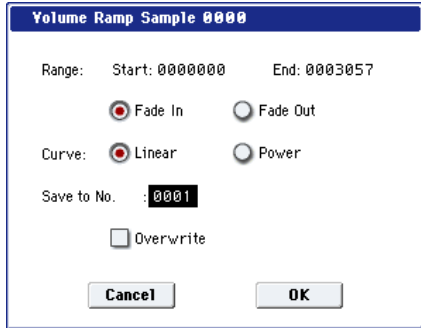 Volume Ramp Sample 0000
Range: Start: 0000000 End: 0003057
Fade In Fade Out
Curve: Linear Power
Save to No. :0001
Overwrite
Cancel OK